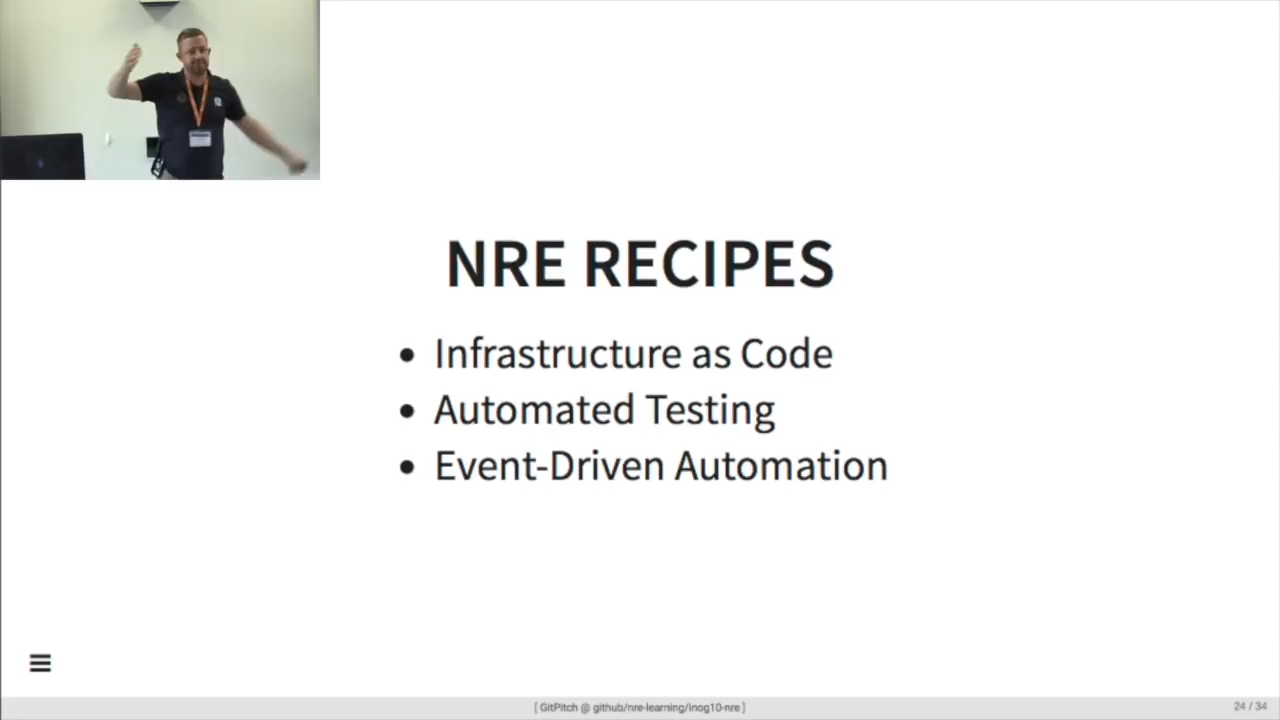 NRE RECIPES
• Infrastructure as Code
• Automated Testing
• Event-Driven Automation
[ GitPitch @ github/nre-learning/inog10-nre ]
24 / 34